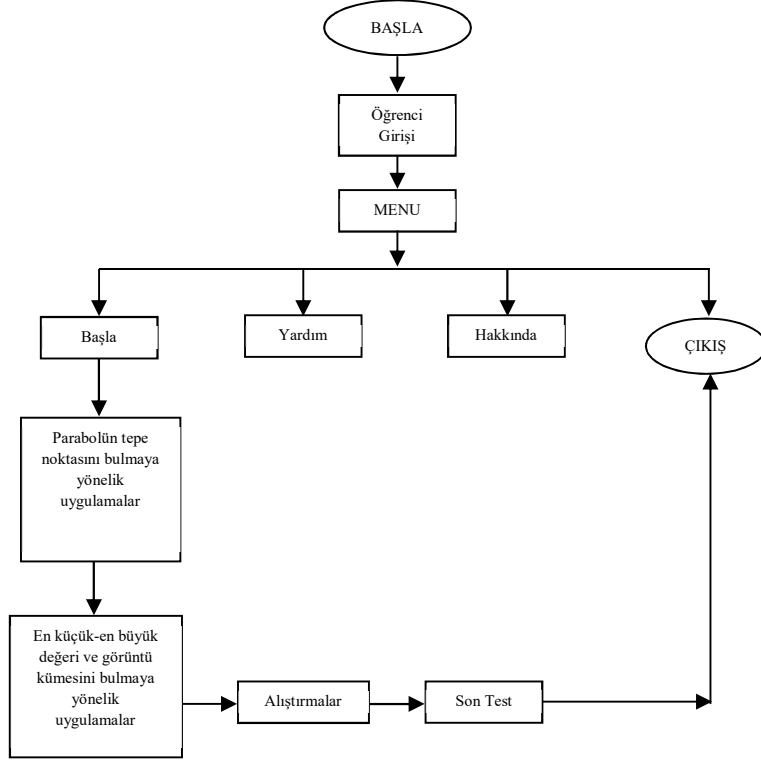 BAŞLA
Öğrenci
Girişi
MENU
Başla
Yardım
Hakkında
ÇIKIŞ
Parabolün tepe
noktasını bulmaya
yönelik
uygulamalar
En küçük-en büyük
değeri ve görüntü
kümesini bulmaya
yönelik
uygulamalar
Alıştırmalar
Son Test